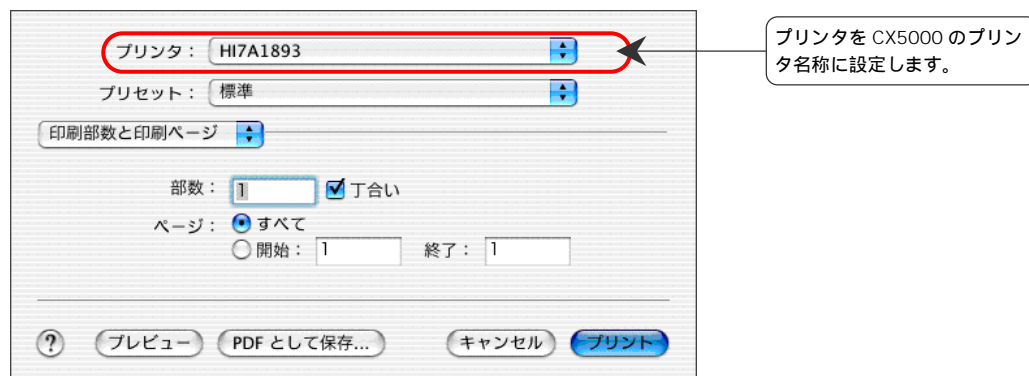 プリンタ： HI7A1893
プリンタを CX5000 のプリン
タ名称に設定します。
プリセット： 標準
印刷部数と印刷ページ
部数： 1 丁合い
ページ： すべて
開始： 1 終了： 1
? プレビュー PDF として保存... キャンセル プリント